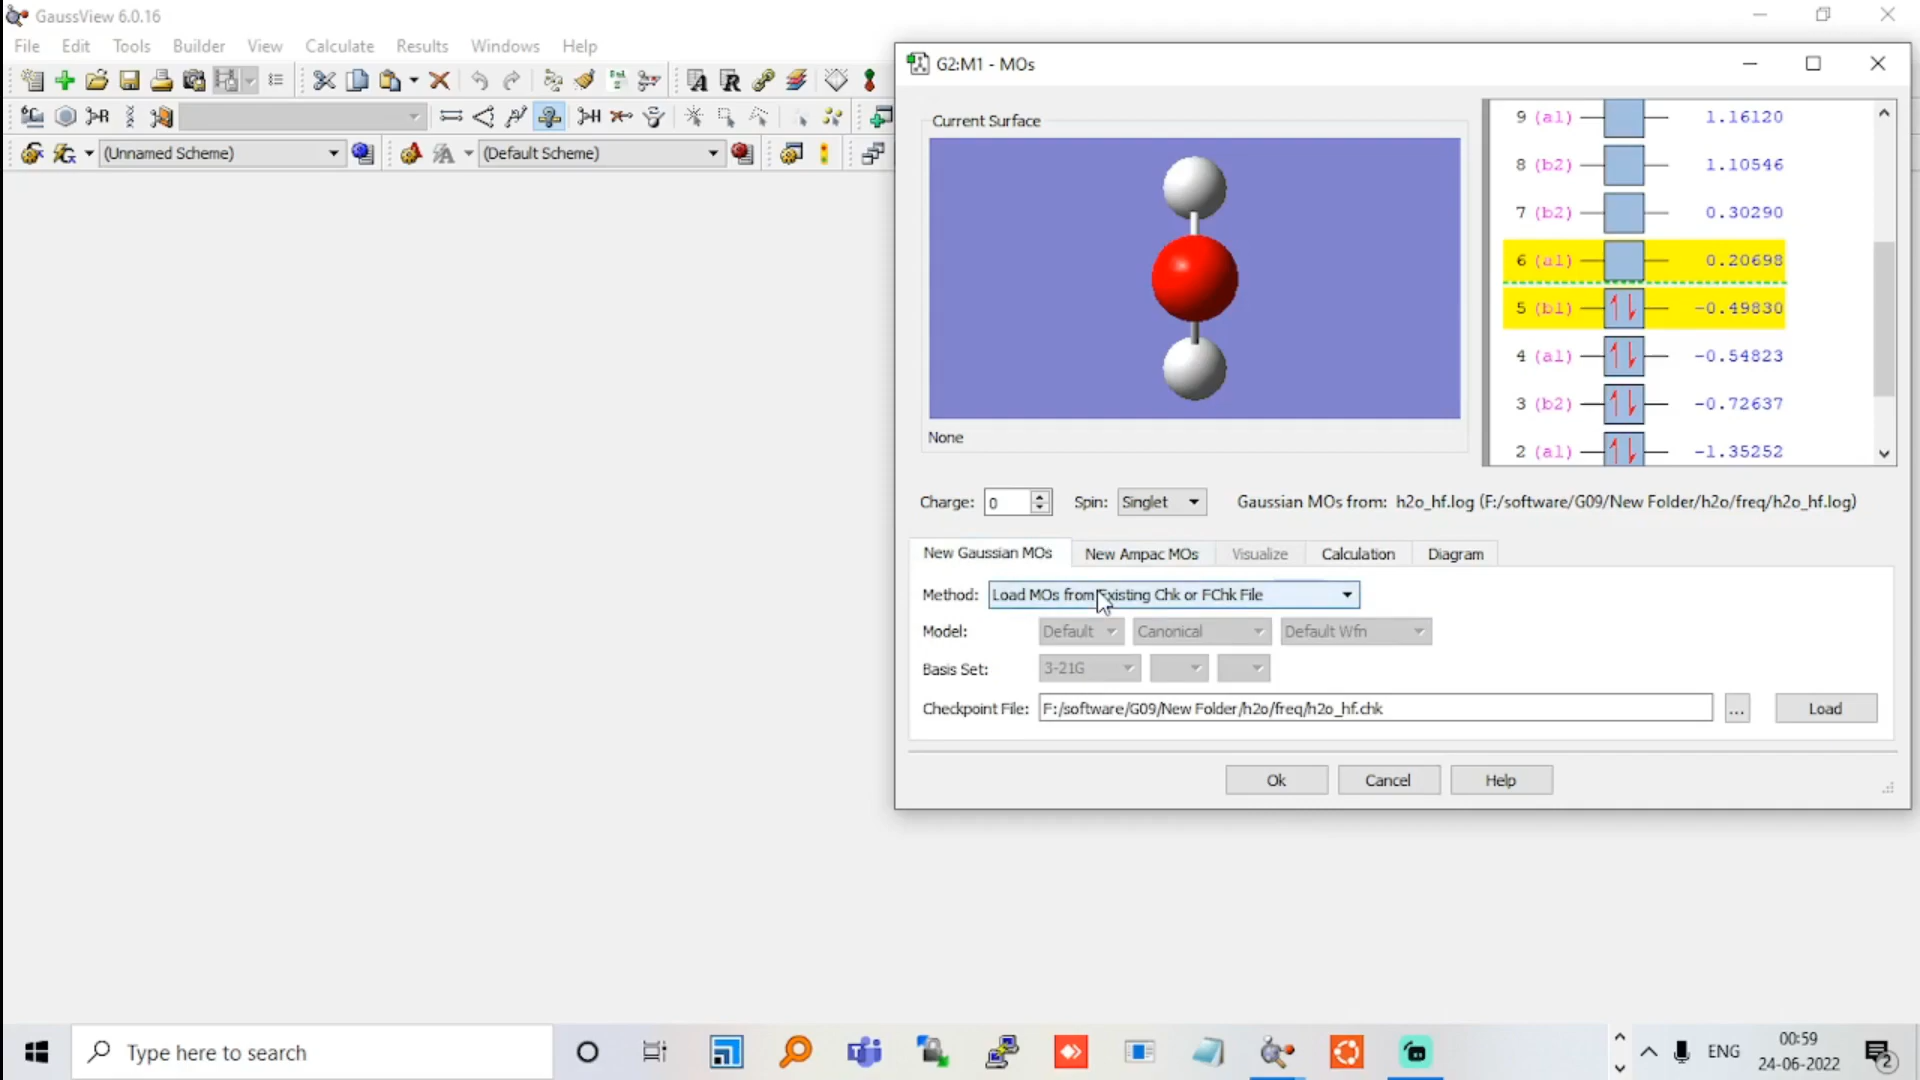 GaussView 6.0.16
File Edit Tools Builder View Calculate Results Windows Help
(Unnamed Scheme) (Default Scheme)
G2:M1 - MOs
Current Surface
None
9 (a1) 1.16120
8 (b2) 1.10546
7 (b2) 0.30290
6 (a1) 0.20698
5 (b1) -0.49830
4 (a1) -0.54823
3 (b2) -0.72637
2 (a1) -1.35252
Charge: 0 Spin: Singlet Gaussian MOs from: h2o_hf.log (F:/software/G09/New Folder/h2o/freq/h2o_hf.log)
New Gaussian MOs New Ampac MOs Visualize Calculation Diagram
Method: Load MOs from Existing Chk or FChk File
Model: Default Canonical Default Wfn
Basis Set: 3-21G
Checkpoint File: F:/software/G09/New Folder/h2o/freq/h2o_hf.chk ... Load
Ok Cancel Help
Type here to search
ENG
00:59
24-06-2022
2